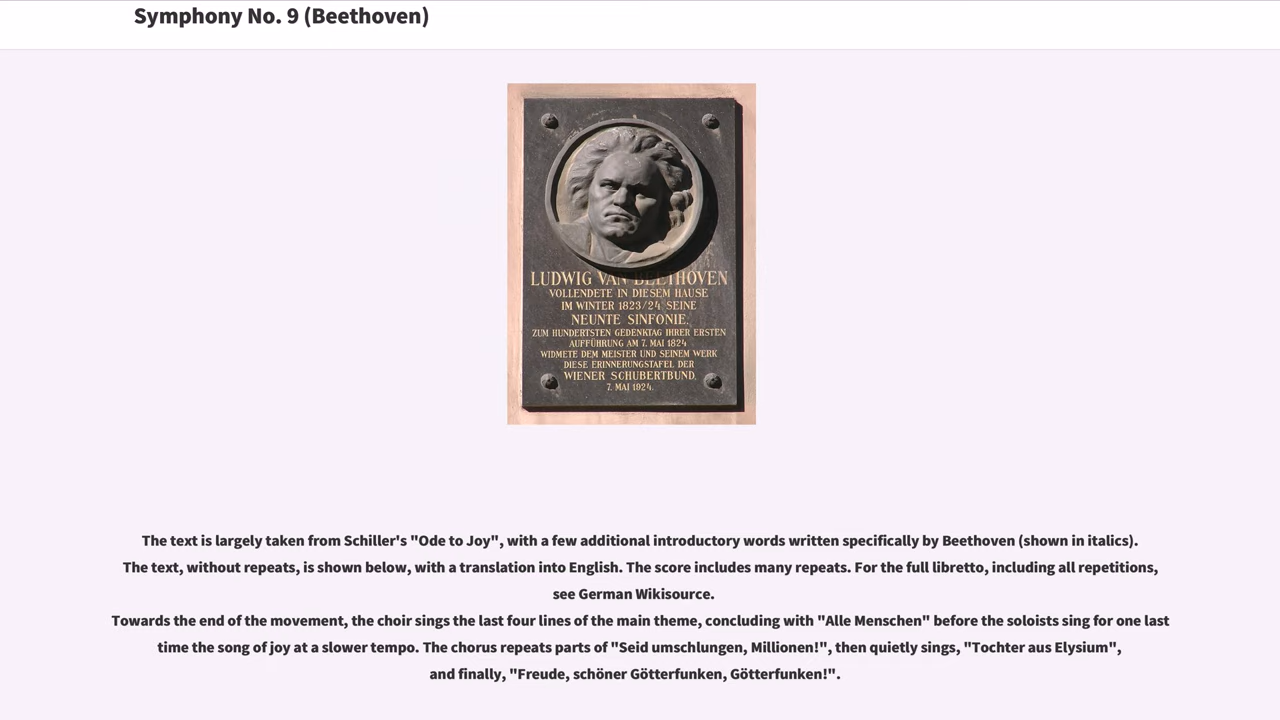 Symphony No. 9 (Beethoven)
LUDWIG VAN BEETHOVEN
VOLLENDETE IN DIESEM HAUSE
IM WINTER 1823/24 SEINE
NEUNTE SINFONIE.
ZUM HUNDERTSTEN GEDENKTAG IHRER ERSTEN
AUFFÜHRUNG AM 7. MAI 1824
WIDMETE DEM MEISTER UND SEINEM WERK
DIESE ERINNERUNGSTAFEL DER
WIENER SCHUBERTBUND.
7. MAI 1924.
The text is largely taken from Schiller's "Ode to Joy", with a few additional introductory words written specifically by Beethoven (shown in italics).
The text, without repeats, is shown below, with a translation into English. The score includes many repeats. For the full libretto, including all repetitions,
see German Wikisource.
Towards the end of the movement, the choir sings the last four lines of the main theme, concluding with "Alle Menschen" before the soloists sing for one last
time the song of joy at a slower tempo. The chorus repeats parts of "Seid umschlungen, Millionen!", then quietly sings, "Tochter aus Elysium",
and finally, "Freude, schöner Götterfunken, Götterfunken!".